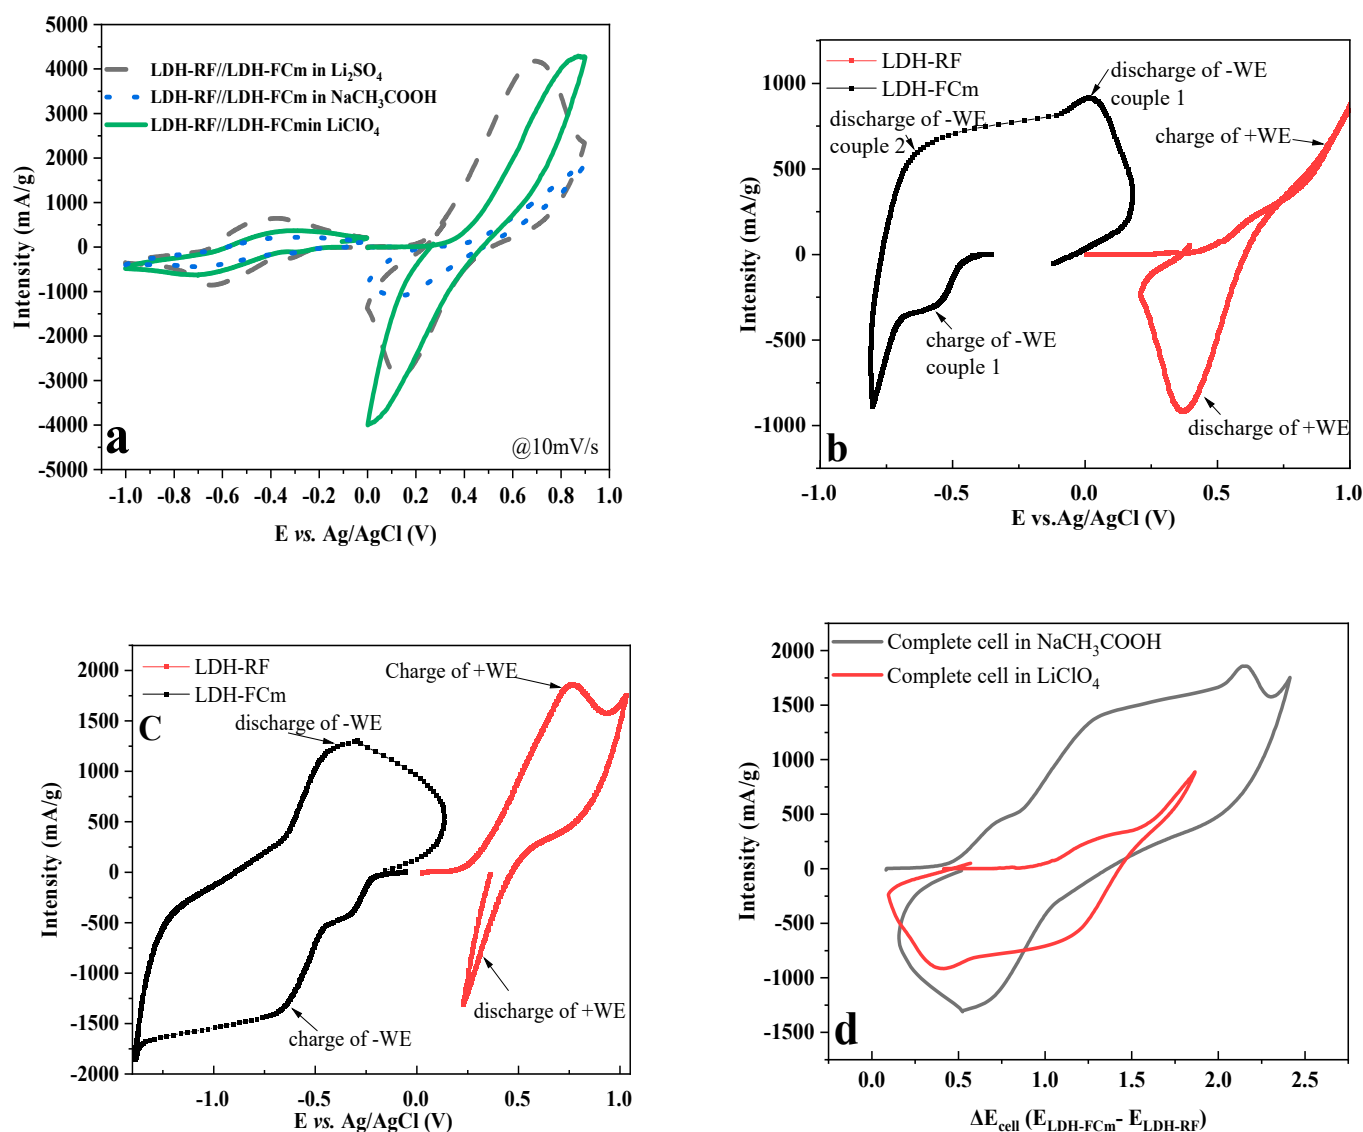 5000
4000
3000
2000
1000
0
-1000
-2000
-3000
-4000
-5000
Intensity (mA/g)
LDH-RF//LDH-FCm in Li₂SO₄
LDH-RF//LDH-FCm in NaCH₃COOH
LDH-RF//LDH-FCmin LiClO₄
a
@10mV/s
-1.0 -0.8 -0.6 -0.4 -0.2 0.0 0.2 0.4 0.6 0.8 1.0
E vs. Ag/AgCl (V)
1000
500
0
-500
-1000
Intensity (mA/g)
LDH-RF
LDH-FCm
discharge of -WE
couple 1
discharge of -WE
couple 2
charge of +WE
charge of -WE
couple 1
discharge of +WE
b
-1.0 -0.5 0.0 0.5 1.0
E vs.Ag/AgCl (V)
2000
1500
1000
500
0
-500
-1000
-1500
-2000
Intensity (mA/g)
LDH-RF
LDH-FCm
Charge of +WE
discharge of -WE
C
discharge of +WE
charge of -WE
-1.0 -0.5 0.0 0.5 1.0
E vs. Ag/AgCl (V)
2000
1500
1000
500
0
-500
-1000
-1500
Intensity (mA/g)
Complete cell in NaCH₃COOH
Complete cell in LiClO₄
d
0.0 0.5 1.0 1.5 2.0 2.5
ΔE_cell (E_LDH-FCm- E_LDH-RF)